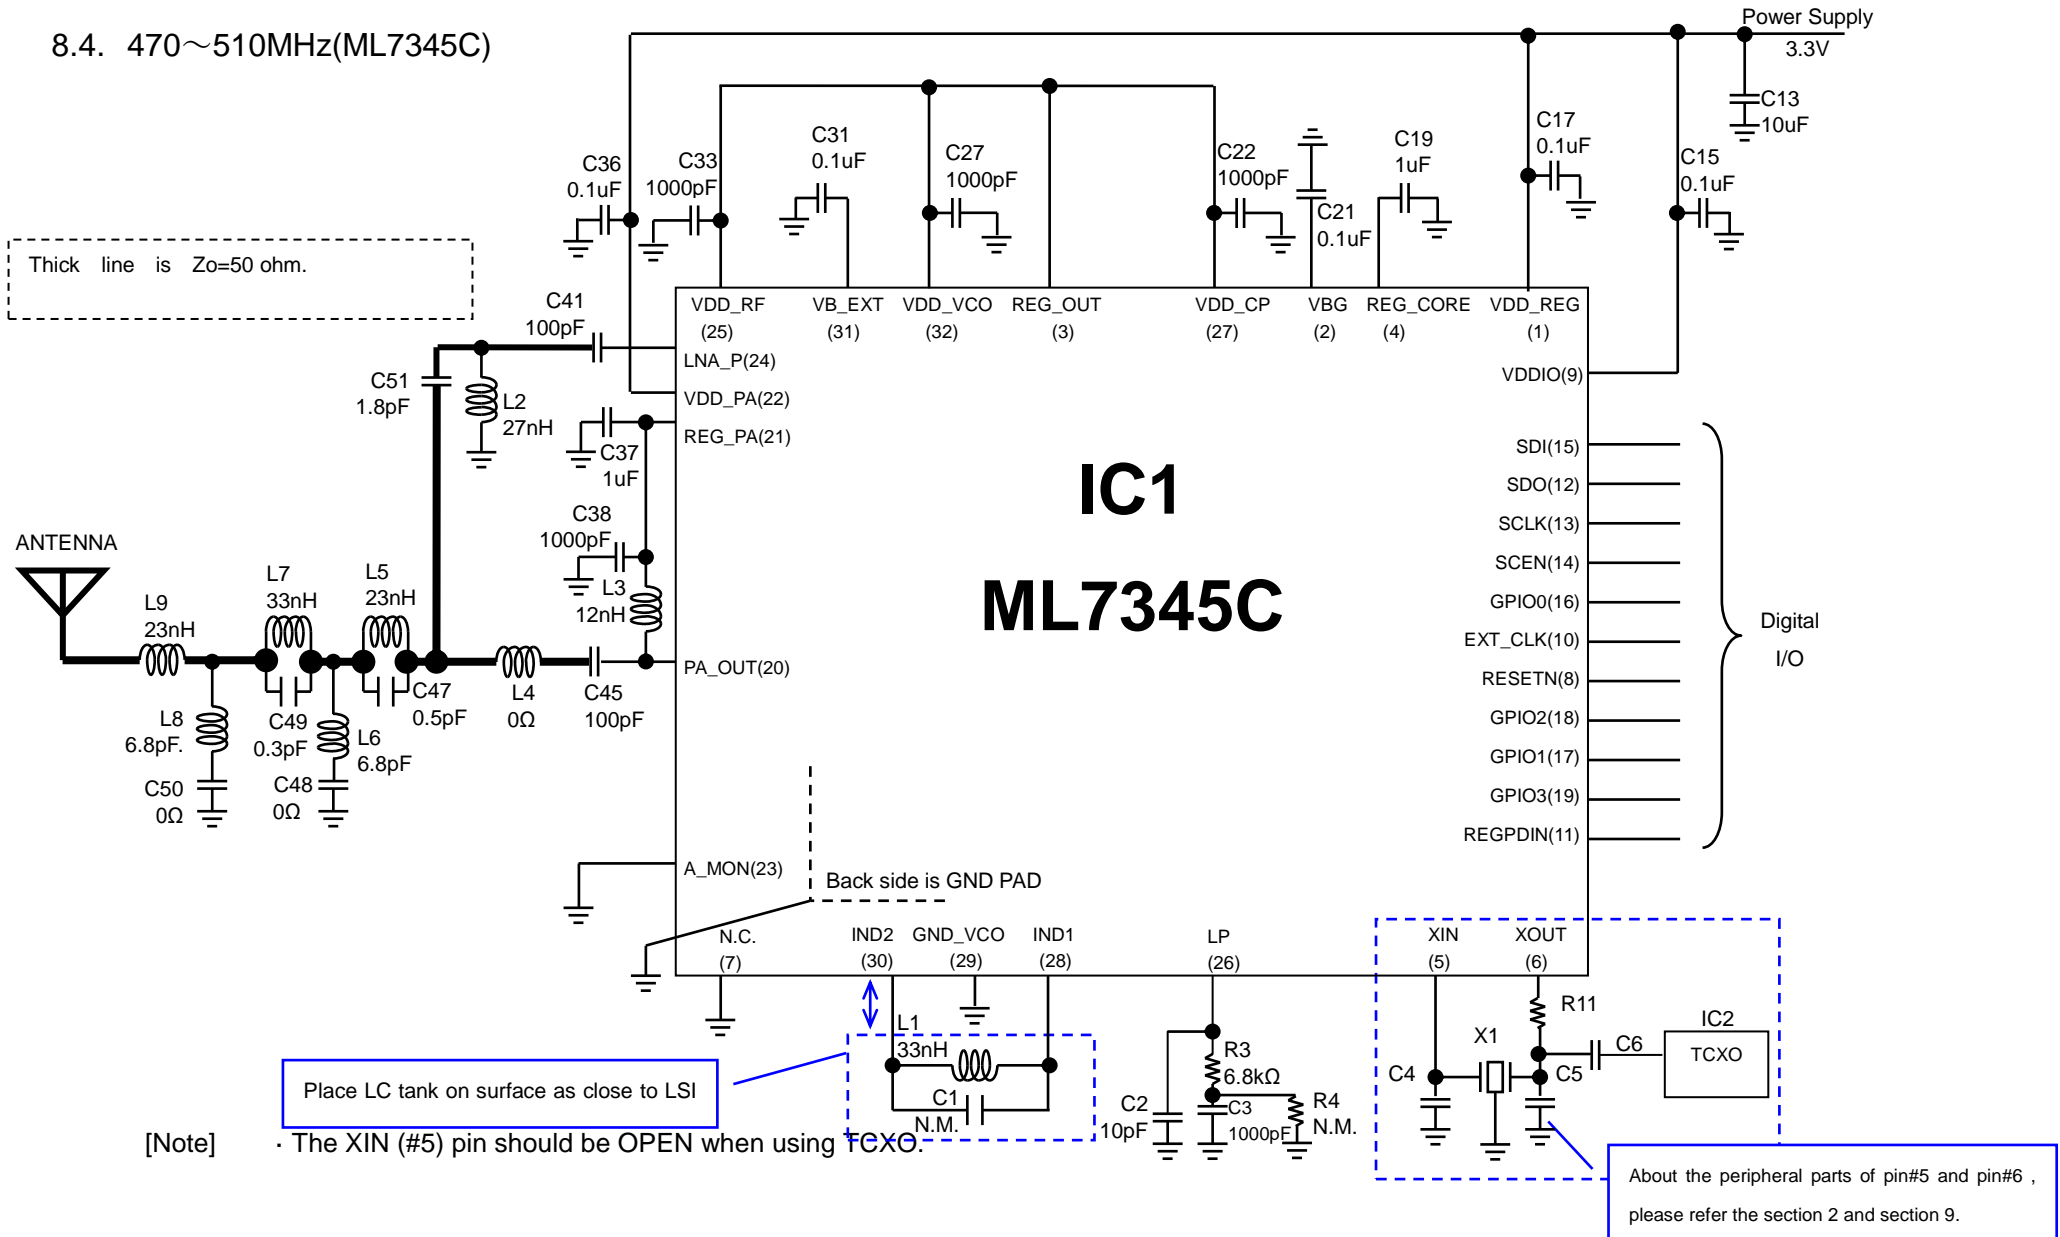 8.4. 470～510MHz(ML7345C)
Power Supply
3.3V
C13
10uF
C17
0.1uF
C15
0.1uF
C19
1uF
C21
0.1uF
C22
1000pF
C27
1000pF
C31
0.1uF
C33
1000pF
C36
0.1uF
Thick line is Zo=50 ohm.
C41
100pF
VDD_RF
(25)
VB_EXT
(31)
VDD_VCO
(32)
REG_OUT
(3)
VDD_CP
(27)
VBG
(2)
REG_CORE
(4)
VDD_REG
(1)
LNA_P(24)
VDD_PA(22)
REG_PA(21)
PA_OUT(20)
A_MON(23)
VDDIO(9)
SDI(15)
SDO(12)
SCLK(13)
SCEN(14)
GPIO0(16)
EXT_CLK(10)
RESETN(8)
GPIO2(18)
GPIO1(17)
GPIO3(19)
REGPDIN(11)
Digital
I/O
IC1
ML7345C
C51
1.8pF
L2
27nH
C37
1uF
C38
1000pF
L3
12nH
ANTENNA
L9
23nH
L7
33nH
L5
23nH
C47
0.5pF
L4
0Ω
C45
100pF
L8
6.8pF.
C49
0.3pF
L6
6.8pF
C50
0Ω
C48
0Ω
Back side is GND PAD
N.C.
(7)
IND2
(30)
GND_VCO
(29)
IND1
(28)
LP
(26)
XIN
(5)
XOUT
(6)
L1
33nH
C1
N.M.
Place LC tank on surface as close to LSI
R3
6.8kΩ
C2
10pF
C3
1000pF
R4
N.M.
R11
X1
C4
C5
C6
IC2
TCXO
[Note] · The XIN (#5) pin should be OPEN when using TCXO.
About the peripheral parts of pin#5 and pin#6 ,
please refer the section 2 and section 9.